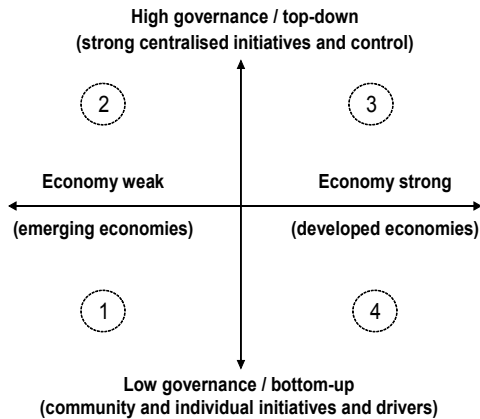 High governance / top-down
(strong centralised initiatives and control)
2
3
Economy weak
Economy strong
(emerging economies)
(developed economies)
1
4
Low governance / bottom-up
(community and individual initiatives and drivers)